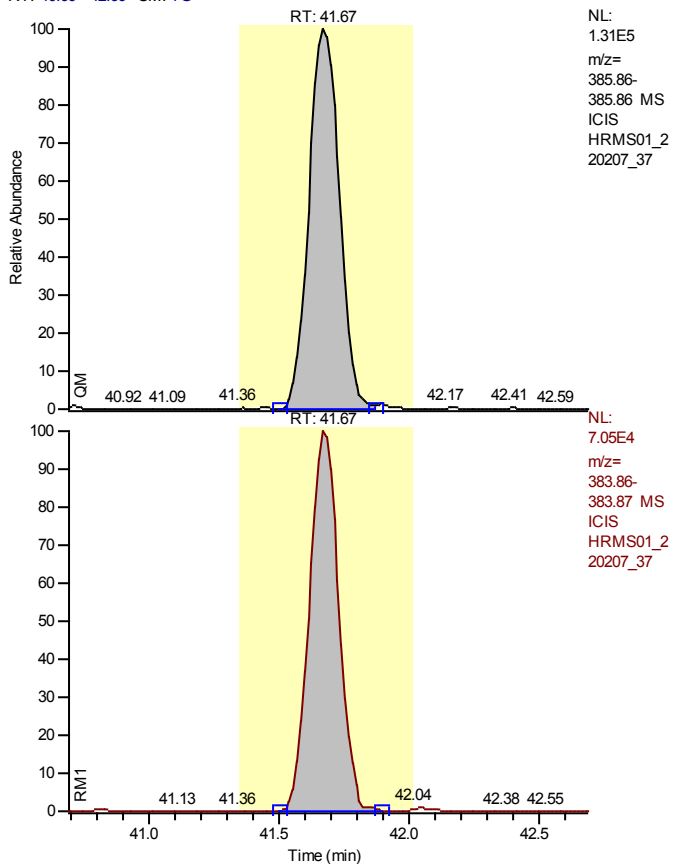 RT: 41.67
NL:
1.31E5
m/z=
385.86-
385.86 MS
ICIS
HRMS01_2
20207_37
100
90
80
70
60
50
40
30
20
10
0
Relative Abundance
QM
40.92 41.09 41.36 42.17 42.41 42.59
RT: 41.67
NL:
7.05E4
m/z=
383.86-
383.87 MS
ICIS
HRMS01_2
20207_37
100
90
80
70
60
50
40
30
20
10
0
RM1
41.13 41.36 42.04 42.38 42.55
41.0 41.5 42.0 42.5
Time (min)